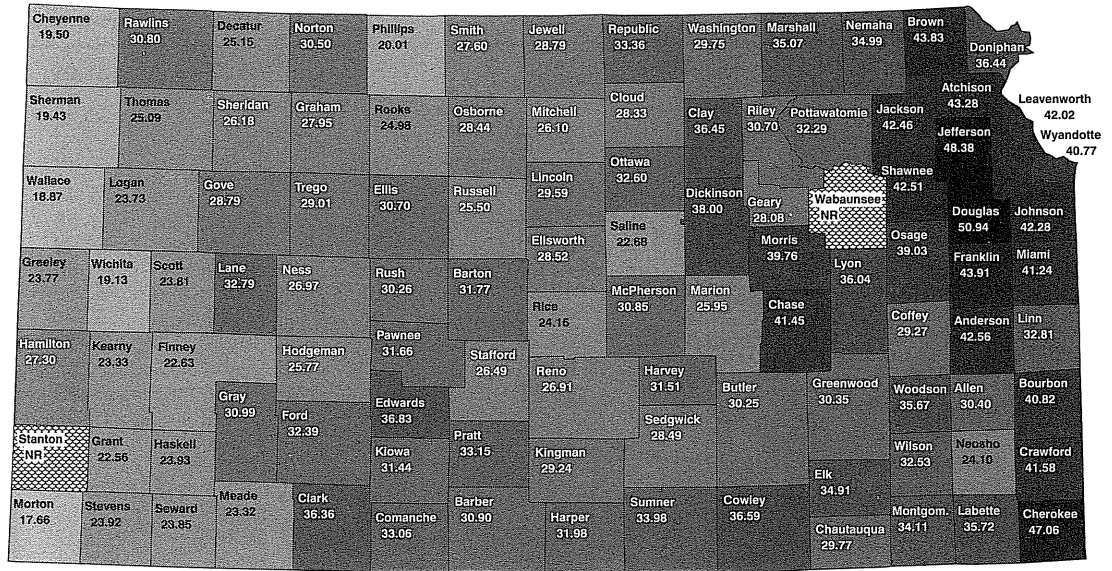 Cheyenne
19.50
Rawlins
30.80
Decatur
25.15
Norton
30.50
Phillips
20.01
Smith
27.60
Jewell
28.79
Republic
33.36
Washington
29.75
Marshall
35.07
Nemaha
34.99
Brown
43.83
Doniphan
36.44
Atchison
43.28
Leavenworth
42.02
Wyandotte
40.77
Sherman
19.43
Thomas
25.09
Sheridan
26.18
Graham
27.95
Rooks
24.98
Osborne
28.44
Mitchell
26.10
Cloud
28.33
Clay
36.45
Riley
30.70
Pottawatomie
32.29
Jackson
42.46
Jefferson
48.38
Ottawa
32.60
Lincoln
29.59
Shawnee
42.51
Wallace
18.87
Logan
23.73
Gove
28.79
Trego
29.01
Ellis
30.70
Russell
25.50
Dickinson
38.00
Geary
28.08
Wabaunsee
NR
Douglas
50.94
Johnson
42.28
Saline
22.68
Ellsworth
28.52
Morris
39.76
Osage
39.03
Lyon
36.04
Franklin
43.91
Miami
41.24
Greeley
23.77
Wichita
19.13
Scott
23.81
Lane
32.79
Ness
26.97
Rush
30.26
Barton
31.77
Rice
24.15
McPherson
30.85
Marion
25.95
Chase
41.45
Coffey
29.27
Anderson
42.56
Linn
32.81
Hamilton
27.30
Kearny
23.33
Finney
22.63
Hodgeman
25.77
Pawnee
31.66
Stafford
26.49
Reno
26.91
Harvey
31.51
Butler
30.25
Greenwood
30.35
Woodson
35.67
Allen
30.40
Bourbon
40.82
Gray
30.99
Ford
32.39
Edwards
36.83
Sedgwick
28.49
Stanton
NR
Grant
22.56
Haskell
23.93
Kiowa
31.44
Pratt
33.15
Kingman
29.24
Elk
34.91
Wilson
32.53
Neosho
24.10
Crawford
41.58
Morton
17.66
Stevens
23.92
Seward
23.85
Meade
23.32
Clark
36.36
Comanche
33.06
Barber
30.90
Harper
31.98
Sumner
33.98
Cowley
36.59
Chautauqua
29.77
Montgom.
34.11
Labette
35.72
Cherokee
47.06